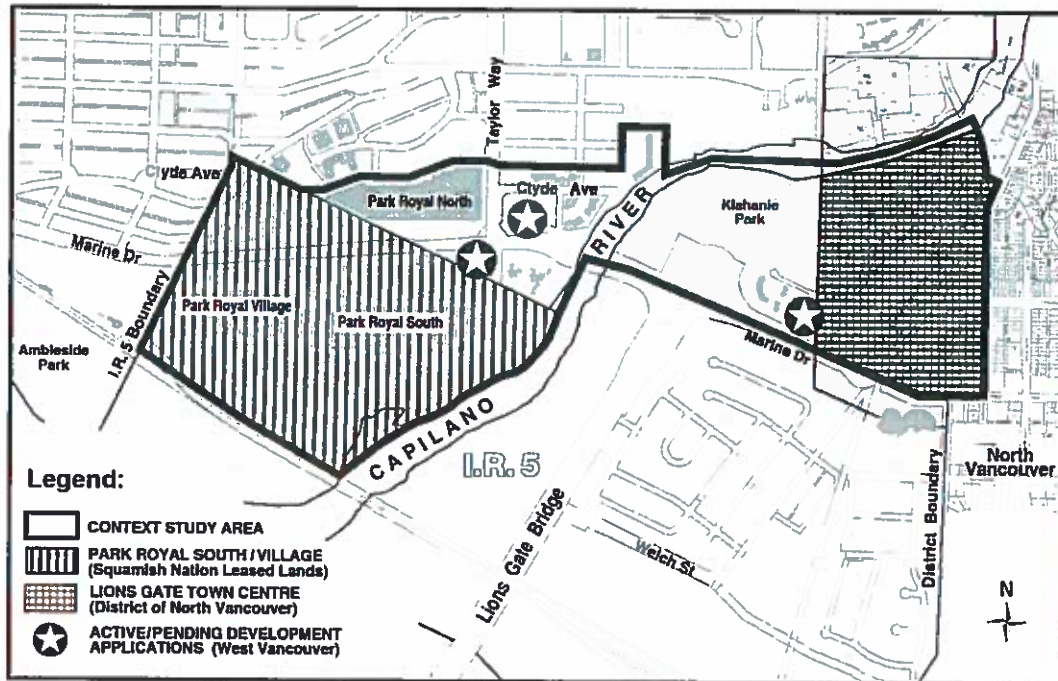 Taylor Way
Clyde Ave
Park Royal North
Clyde Ave
Klahanie
Park
RIVER
Marine Dr
I.R. 5 Boundary
Park Royal Village
Park Royal South
Ambleside
Park
Marine Dr
CAPILANO
I.R. 5
Lions Gate Bridge
Welch St
District Boundary
North
Vancouver
N
Legend:
CONTEXT STUDY AREA
PARK ROYAL SOUTH / VILLAGE
(Squamish Nation Leased Lands)
LIONS GATE TOWN CENTRE
(District of North Vancouver)
ACTIVE/PENDING DEVELOPMENT
APPLICATIONS (West Vancouver)